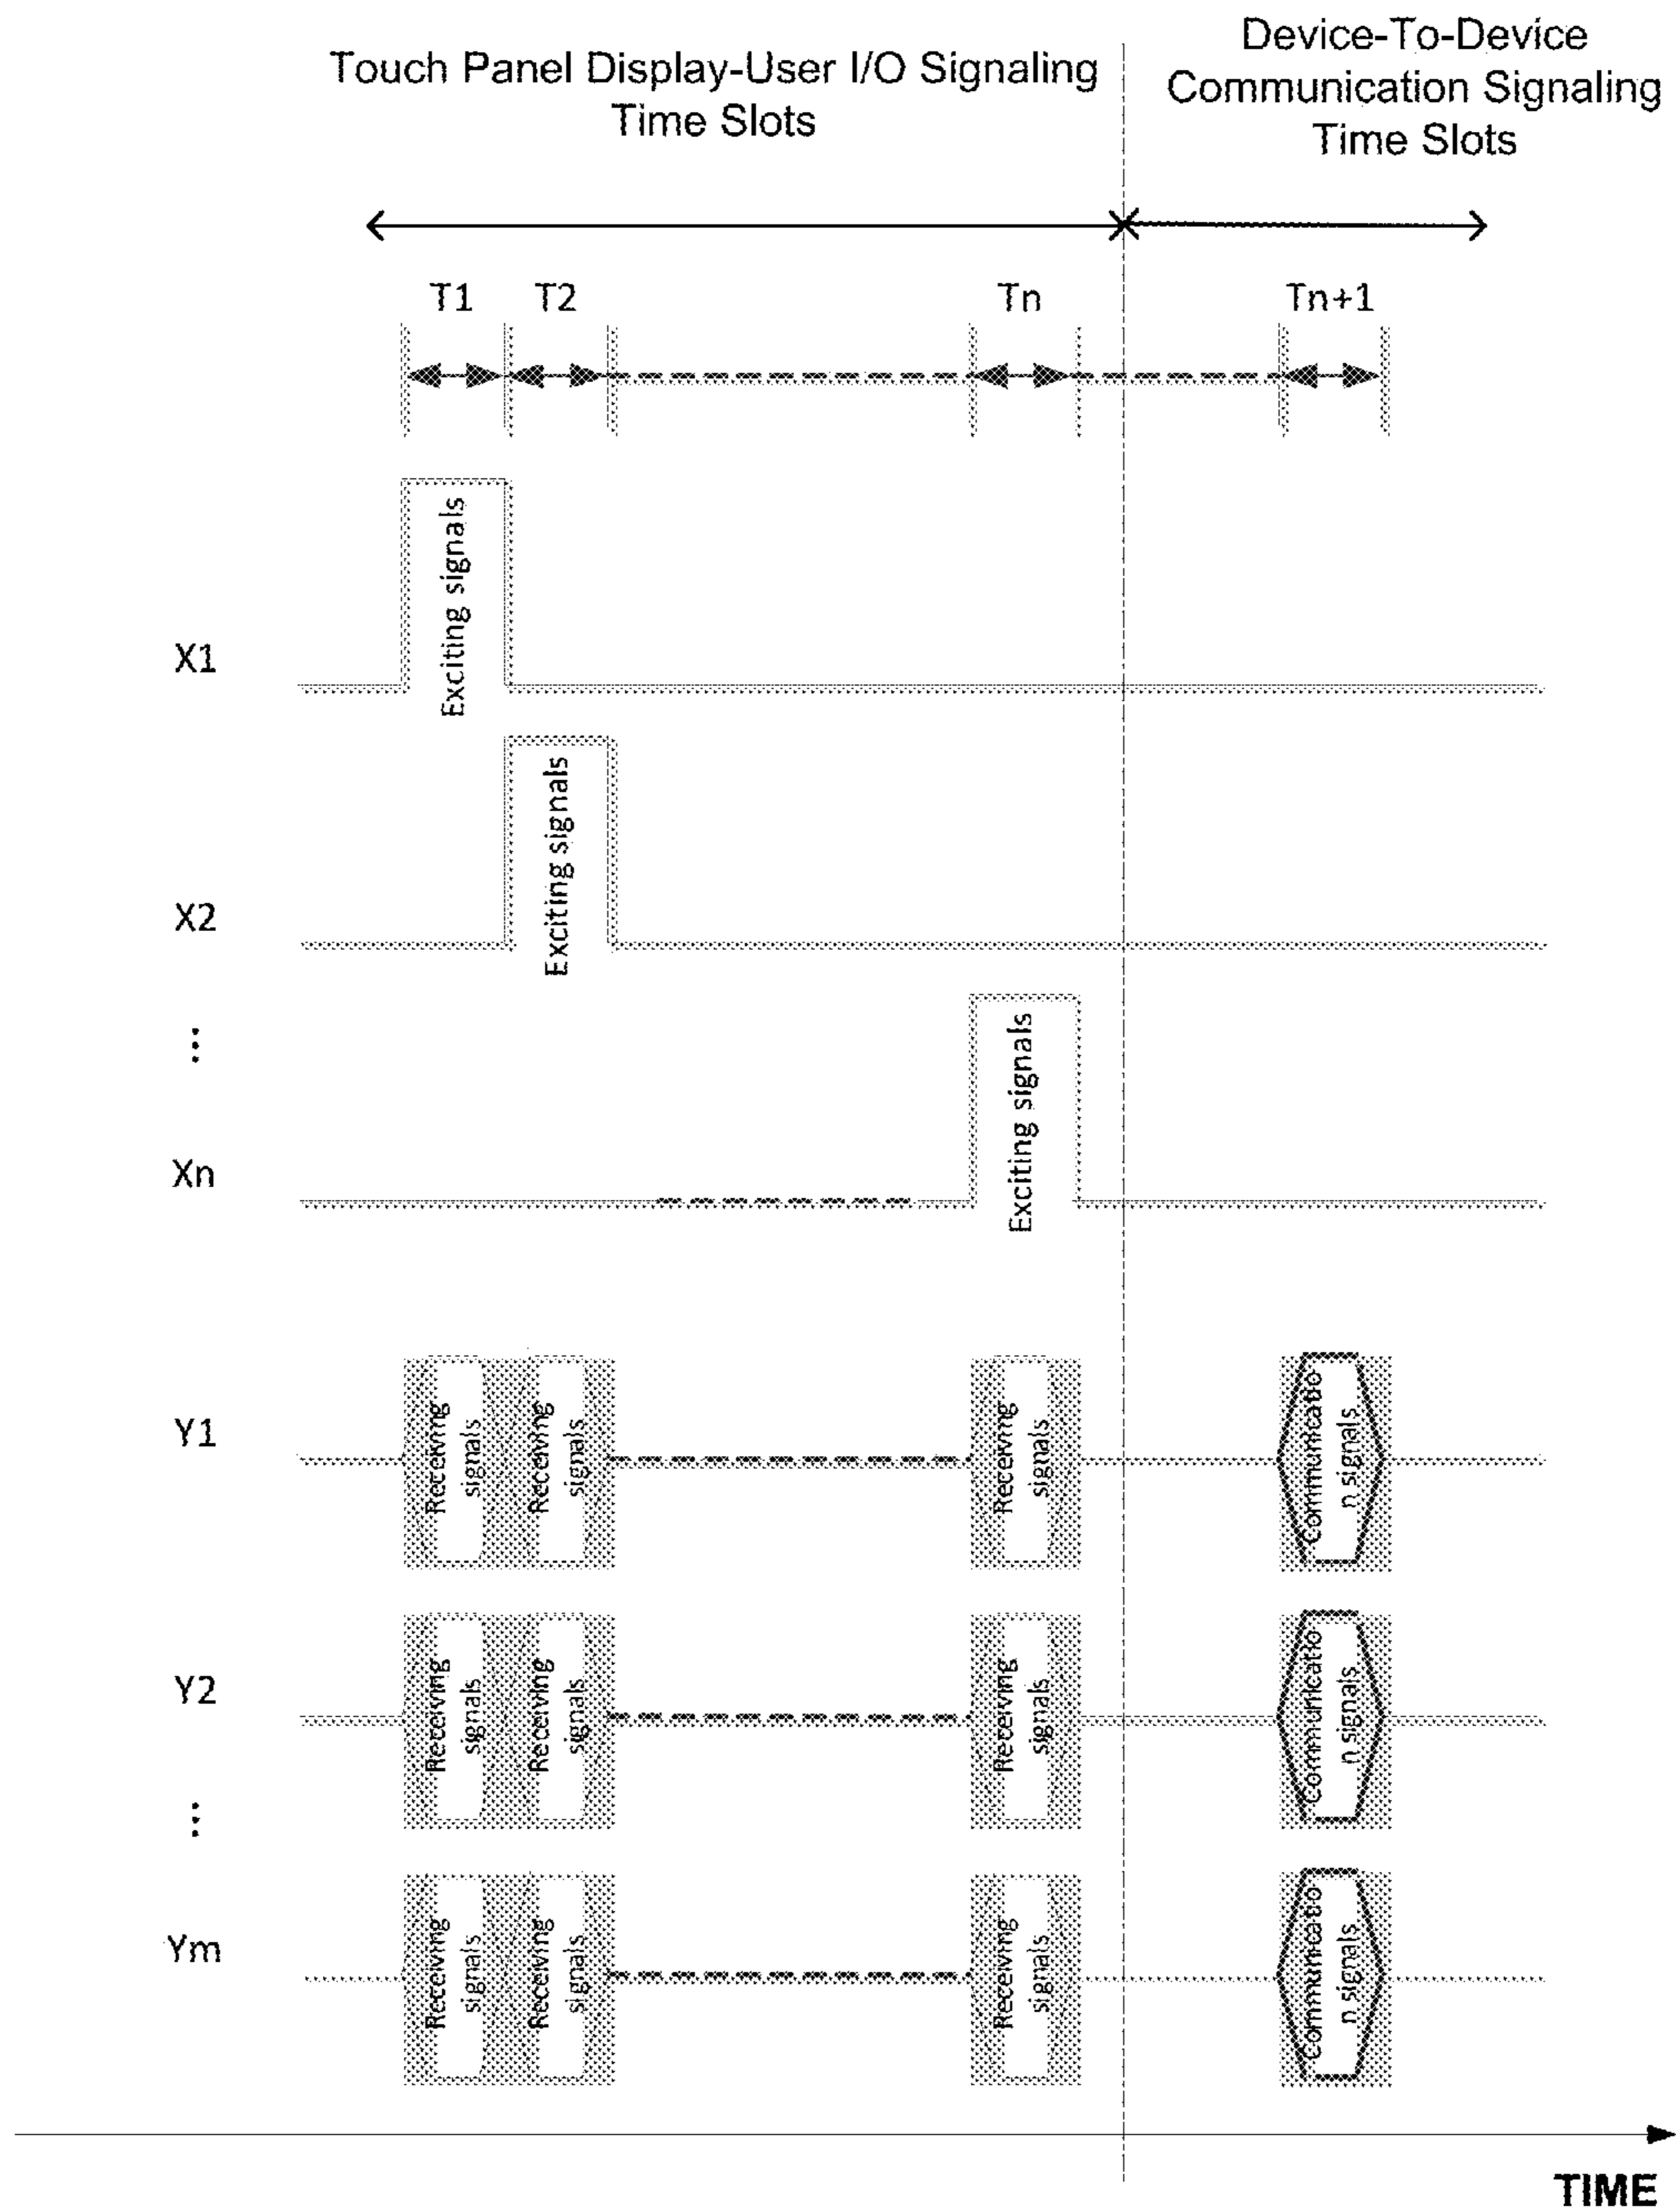 Touch Panel Display-User I/O Signaling
Time Slots
Device-To-Device
Communication Signaling
Time Slots
T1
T2
Tn
Tn+1
X1
Exciting signals
X2
Exciting signals
⋮
Xn
Exciting signals
Y1
Receiving
signals
Receiving
signals
Receiving
signals
Communicatio
n signals
Y2
Receiving
signals
Receiving
signals
Receiving
signals
Communicatio
n signals
⋮
Ym
Receiving
signals
Receiving
signals
Receiving
signals
Communicatio
n signals
TIME